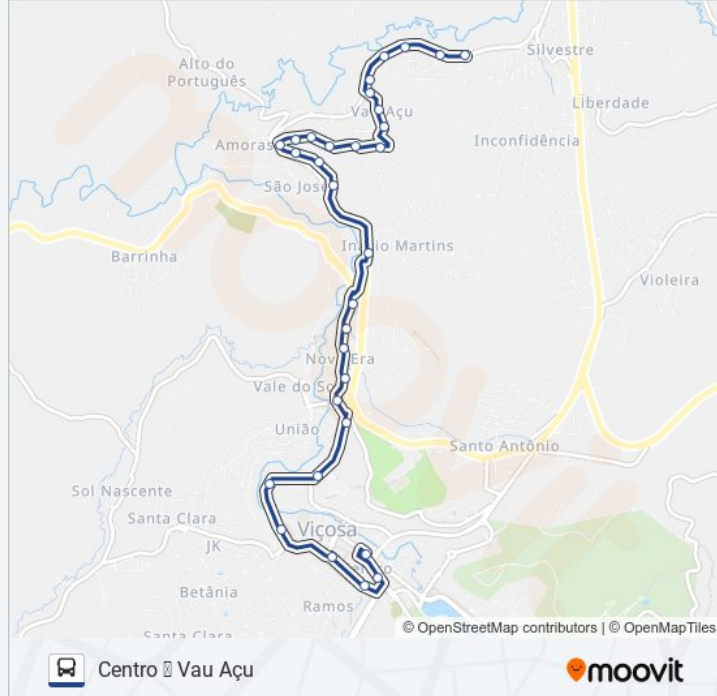 Silvestre
Alto do
Português
Liberdade
Vau Açu
Amoras
Inconfidência
São José
Inácio Martins
Barrinha
Violeira
Nova Era
Vale do Sol
União
Santo Antônio
Sol Nascente
Santa Clara
Viçosa
JK
Centro
Betânia
Ramos
Santa Clara
© OpenStreetMap contributors | © OpenMapTiles
Centro  Vau Açu
moovit